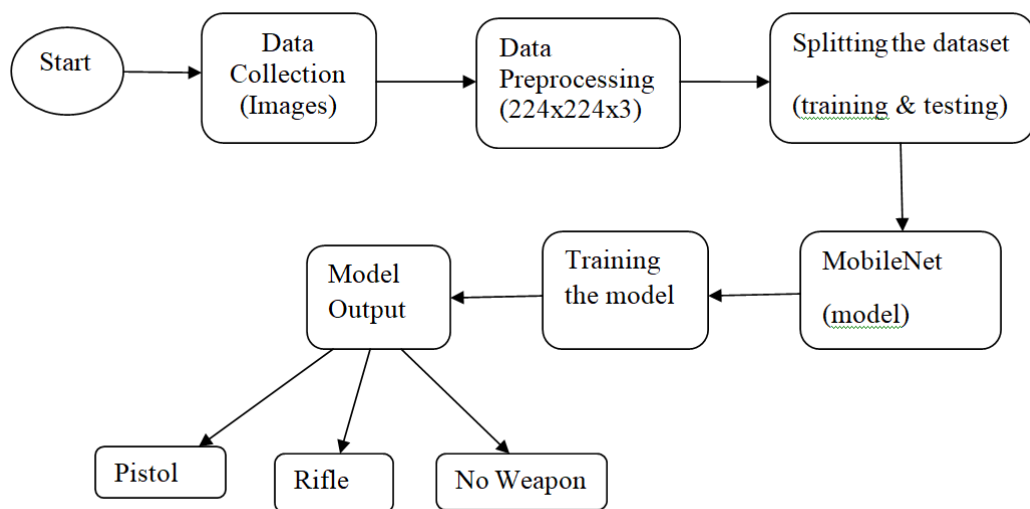 Start
Data
Collection
(Images)
Data
Preprocessing
(224x224x3)
Splitting the dataset
(training & testing)
MobileNet
(model)
Training
the model
Model
Output
Pistol
Rifle
No Weapon